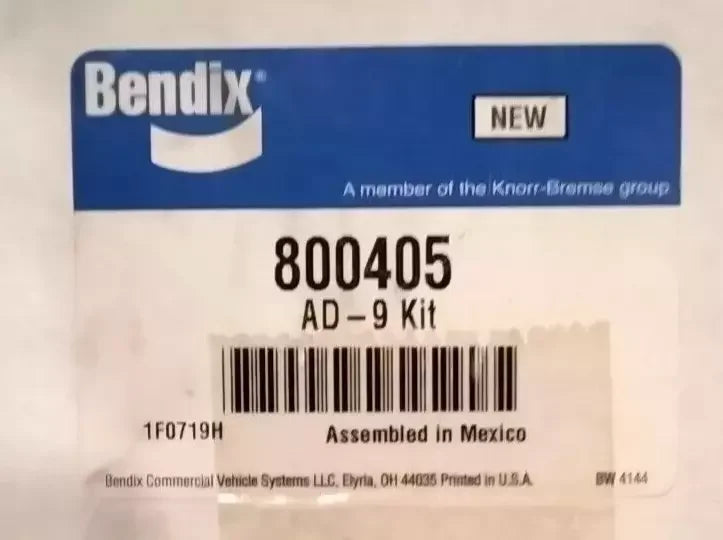 Bendix®
NEW
A member of the Knorr-Bremse group
800405
AD-9 Kit
1F0719H
Assembled in Mexico
Bendix Commercial Vehicle Systems LLC, Elyria, OH 44035 Printed in U.S.A.
BW 4144